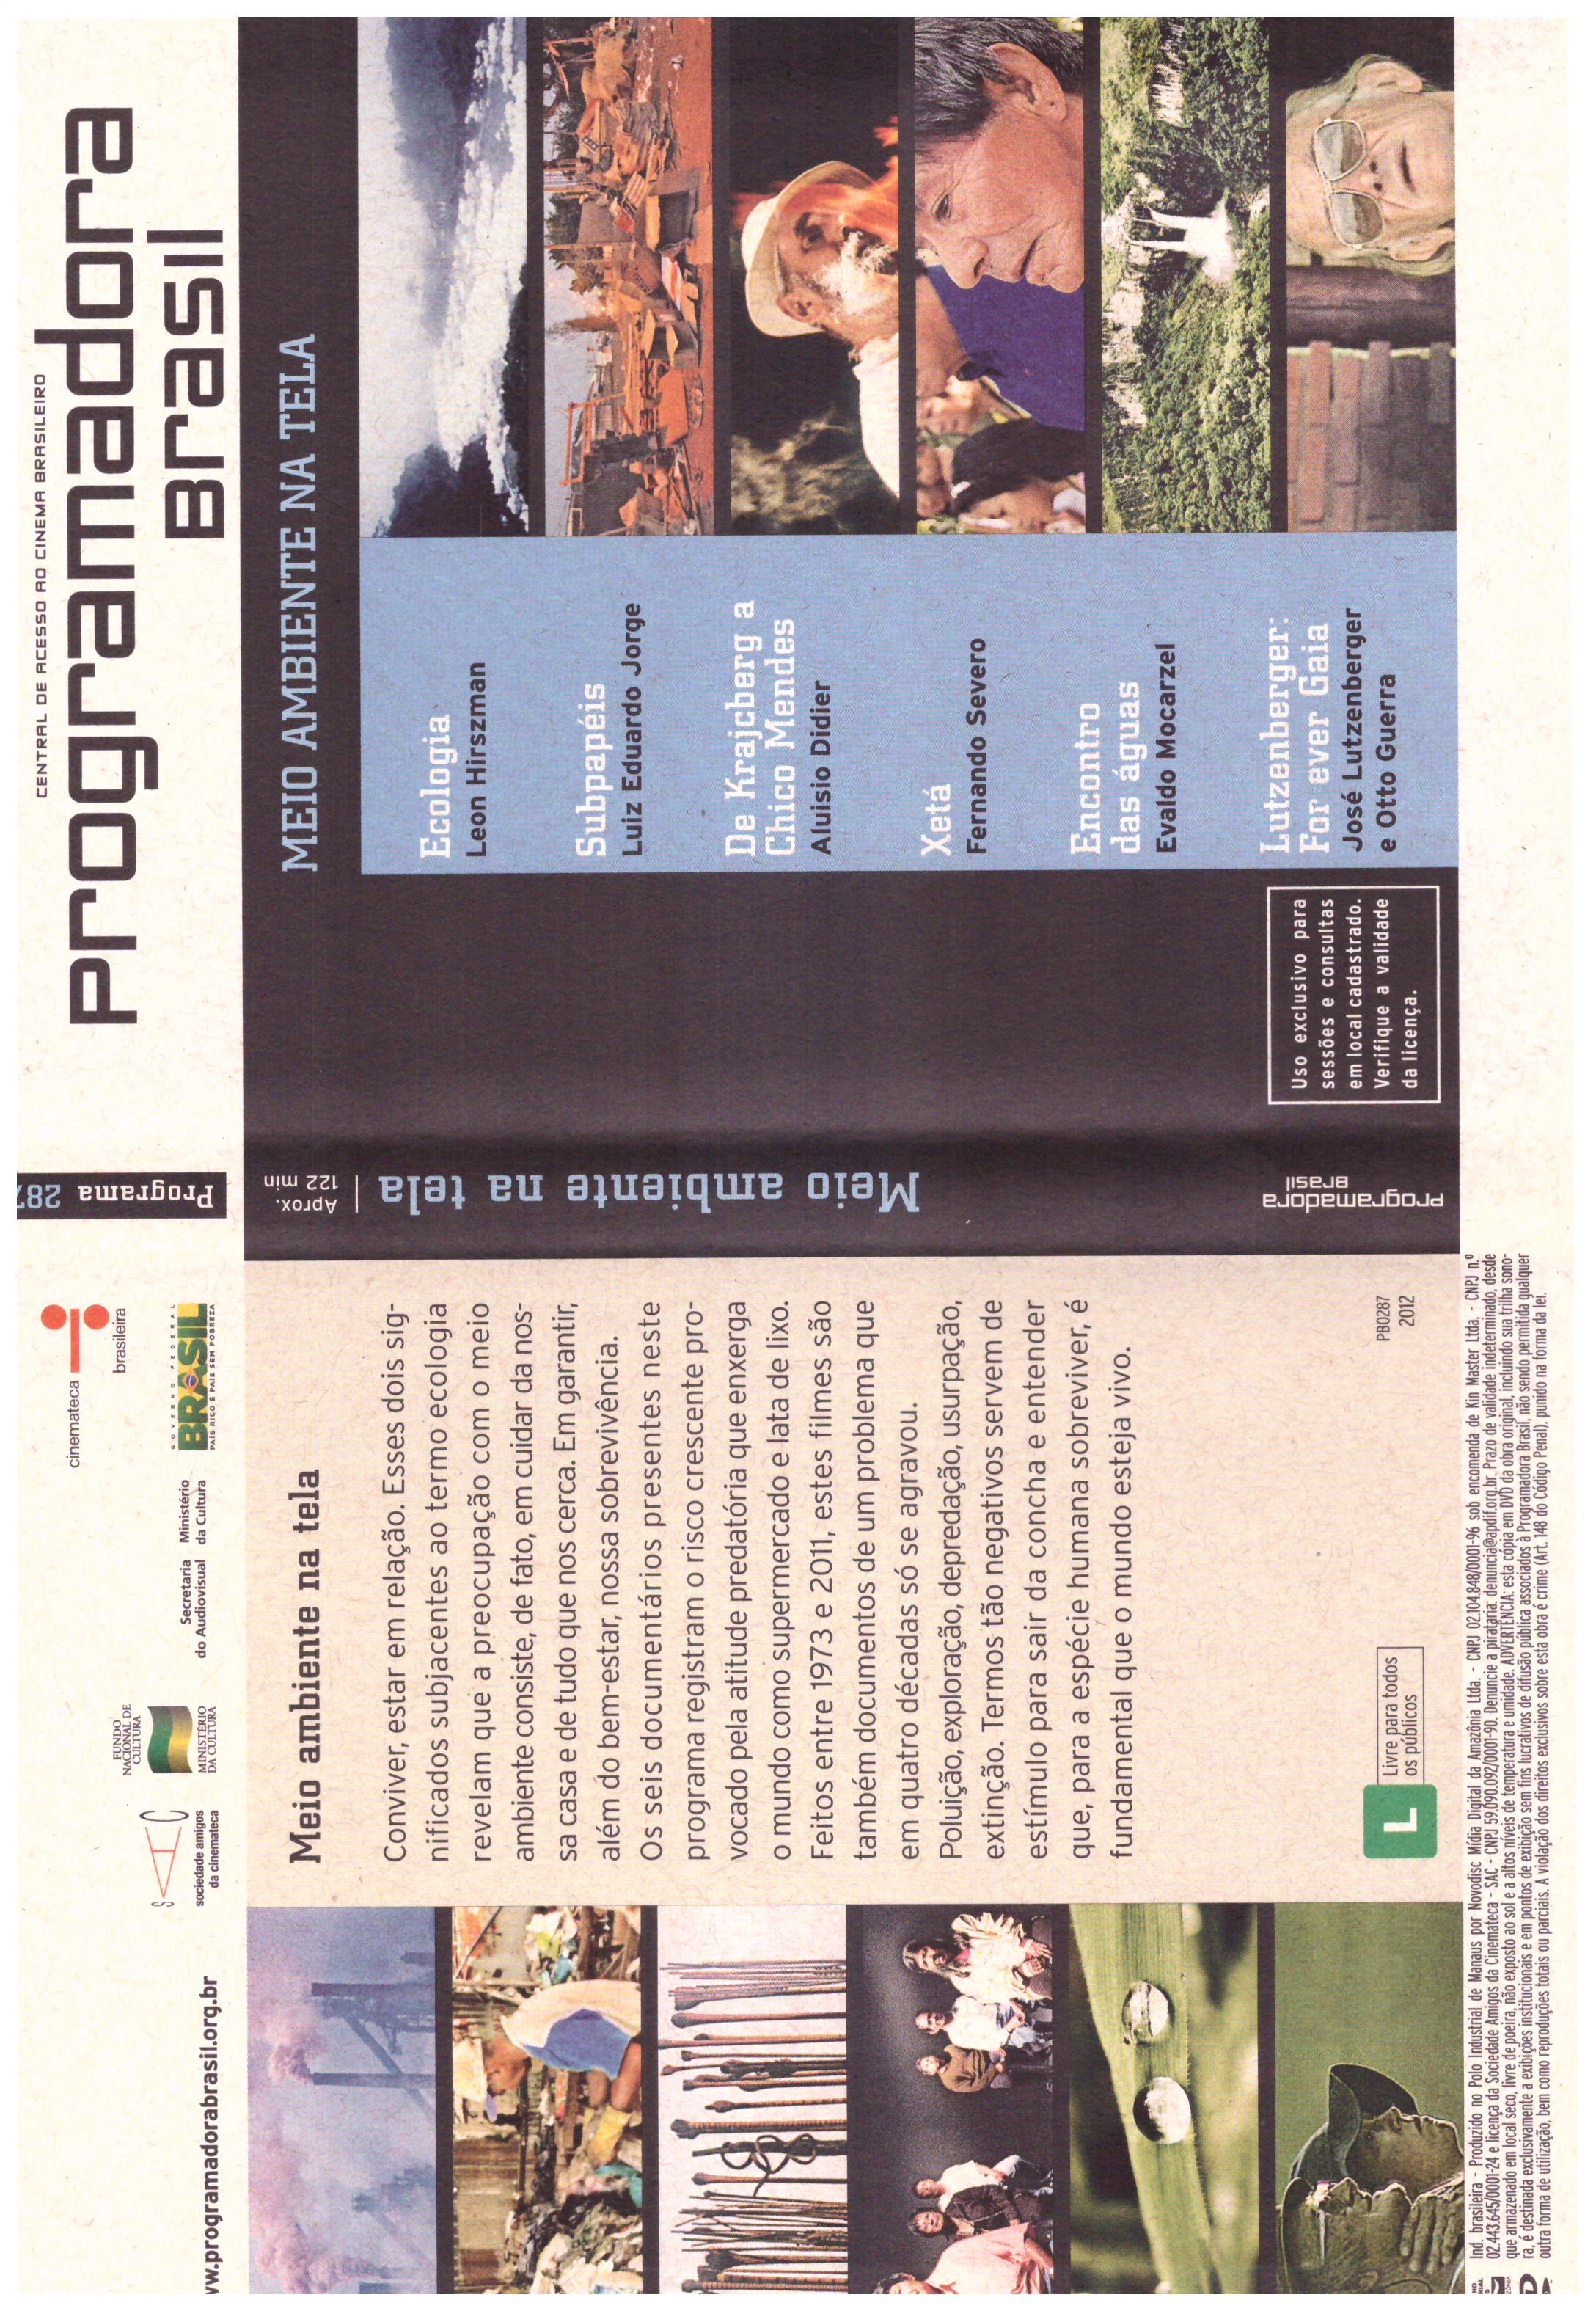 cinemateca
brasileira
FUNDO
NACIONAL DE
CULTURA
MINISTÉRIO
DA CULTURA
SAC
sociedade amigos
da cinemateca
Secretaria
do Audiovisual
Ministério
da Cultura
GOVERNO FEDERAL
BRASIL
PAÍS RICO É PAÍS SEM POBREZA
w.programadorabrasil.org.br
Meio ambiente na tela
Conviver, estar em relação. Esses dois sig-
nificados subjacentes ao termo ecologia
revelam que a preocupação com o meio
ambiente consiste, de fato, em cuidar da nos-
sa casa e de tudo que nos cerca. Em garantir,
além do bem-estar, nossa sobrevivência.
Os seis documentários presentes neste
programa registram o risco crescente pro-
vocado pela atitude predatória que enxerga
o mundo como supermercado e lata de lixo.
Feitos entre 1973 e 2011, estes filmes são
também documentos de um problema que
em quatro décadas só se agravou.
Poluição, exploração, depredação, usurpação,
extinção. Termos tão negativos servem de
estímulo para sair da concha e entender
que, para a espécie humana sobreviver, é
fundamental que o mundo esteja vivo.
L
Livre para todos
os públicos
PB0287
2012
Ind. brasileira - Produzido no Polo Industrial de Manaus por Novodisc Mídia Digital da Amazônia Ltda. - CNPJ 02.104.848/0001-96 sob encomenda de Kin Master Ltda. - CNPJ n.º
02.443.645/0001-24 e licença da Sociedade Amigos da Cinemateca - SAC - CNPJ 59.090.092/0001-90. Denuncie a pirataria: denuncia@apdif.org.br. Prazo de validade indeterminado, desde
que armazenado em local seco, livre de poeira, não exposto ao sol e a altos níveis de temperatura e umidade. ADVERTÊNCIA: esta cópia em DVD da obra original, incluindo sua trilha sono-
ra, é destinada exclusivamente a exibições institucionais e em pontos de exibição sem fins lucrativos de difusão pública associados à Programadora Brasil, não sendo permitida qualquer
outra forma de utilização, bem como reproduções totais ou parciais. A violação dos direitos exclusivos sobre esta obra é crime (Art. 148 do Código Penal), punido na forma da lei.
Programa 287
Aprox.
122 min
Meio ambiente na tela
programadora
Brasil
CENTRAL DE ACESSO AO CINEMA BRASILEIRO
programadora
Brasil
MEIO AMBIENTE NA TELA
Ecologia
Leon Hirszman
Subpapéis
Luiz Eduardo Jorge
De Krajcberg a
Chico Mendes
Aluisio Didier
Xetá
Fernando Severo
Encontro
das águas
Evaldo Mocarzel
Lutzenberger:
For ever Gaia
José Lutzenberger
e Otto Guerra
Uso exclusivo para
sessões e consultas
em local cadastrado.
Verifique a validade
da licença.